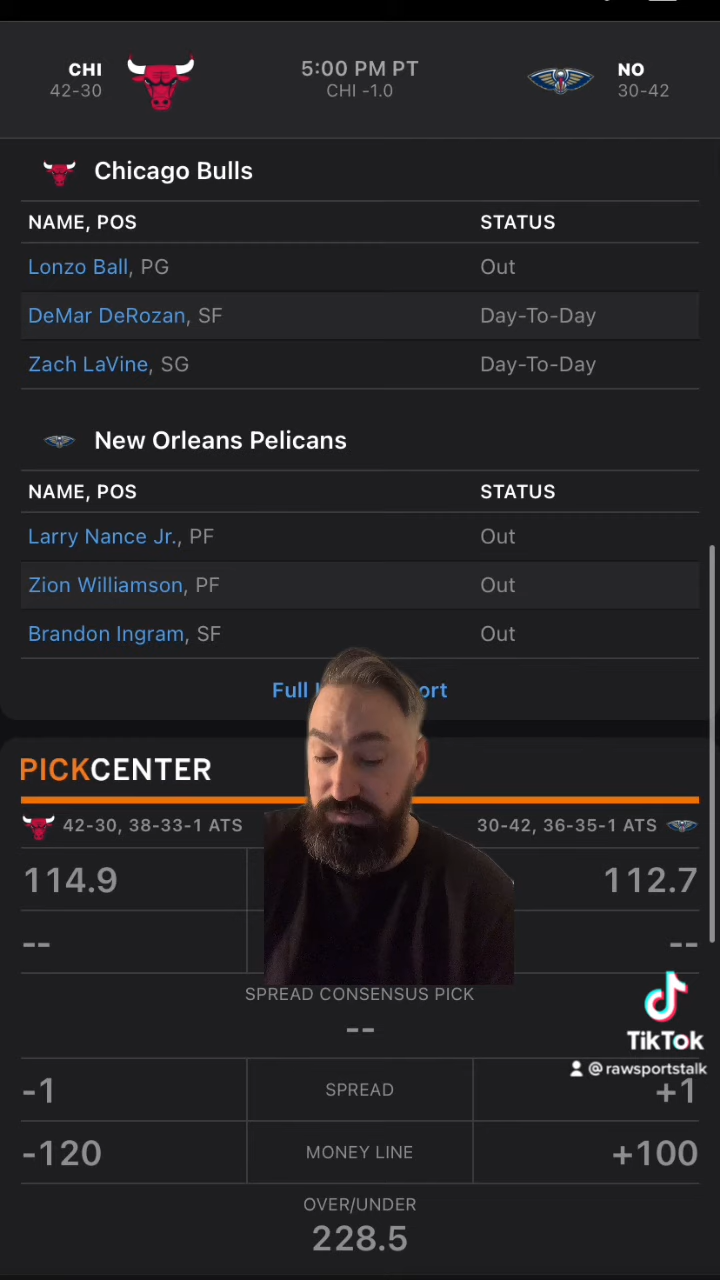 CHI
42-30
5:00 PM PT
CHI -1.0
NO
30-42
Chicago Bulls
NAME, POS STATUS
Lonzo Ball, PG Out
DeMar DeRozan, SF Day-To-Day
Zach LaVine, SG Day-To-Day
New Orleans Pelicans
NAME, POS STATUS
Larry Nance Jr., PF Out
Zion Williamson, PF Out
Brandon Ingram, SF Out
Full
PICKCENTER
42-30, 38-33-1 ATS 30-42, 36-35-1 ATS
114.9 112.7
-- --
SPREAD CONSENSUS PICK
--
TikTok
@rawsportstalk
-1 SPREAD +1
-120 MONEY LINE +100
OVER/UNDER
228.5